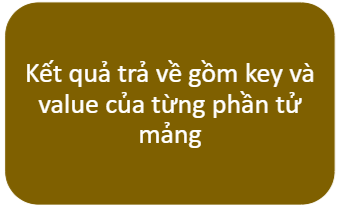 Kết quả trả về gồm key và
value của từng phần tử
mảng